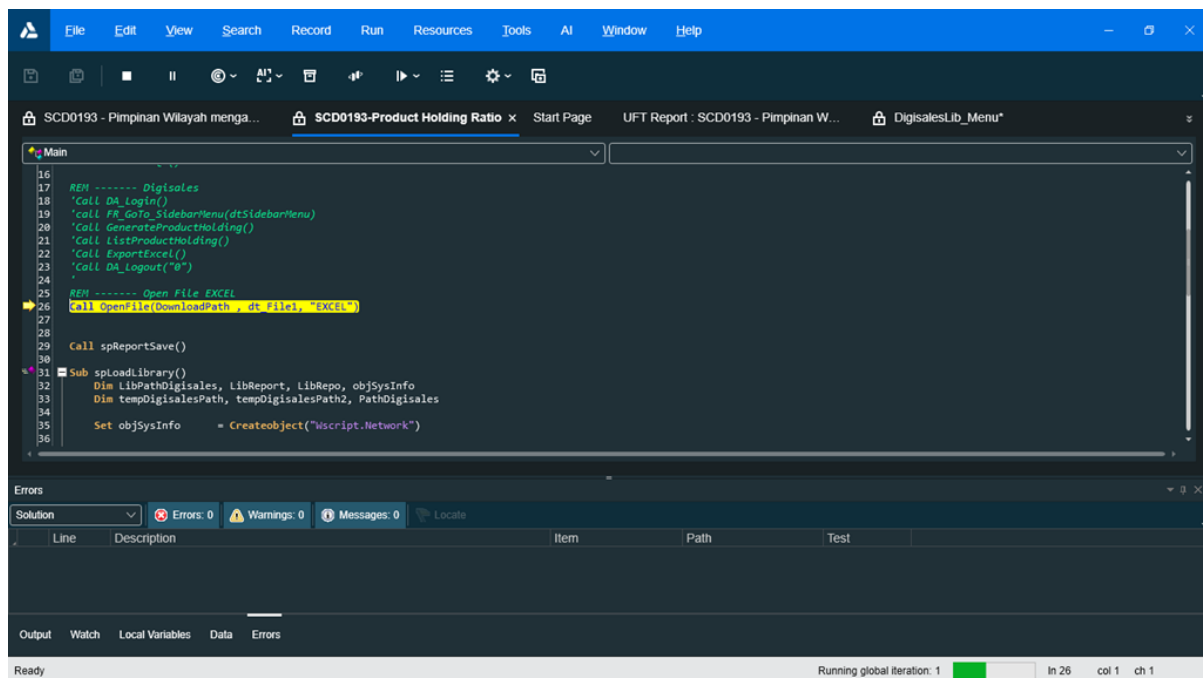 File Edit View Search Record Run Resources Tools AI Window Help
SCD0193 - Pimpinan Wilayah menga... SCD0193-Product Holding Ratio × Start Page UFT Report : SCD0193 - Pimpinan W... DigisalesLib_Menu*
Main
16
17 REM ------- Digisales
18 'Call DA_Login()
19 'call FR_GoTo_SidebarMenu(dtSidebarMenu)
20 'Call GenerateProductHolding()
21 'Call ListProductHolding()
22 'Call ExportExcel()
23 'Call DA_Logout("0")
24 '
25 REM ------- Open File EXCEL
26 Call OpenFile(DownloadPath , dt_File1, "EXCEL")
27
28
29 Call spReportSave()
30
31 Sub spLoadLibrary()
32 Dim LibPathDigisales, LibReport, LibRepo, objSysInfo
33 Dim tempDigisalesPath, tempDigisalesPath2, PathDigisales
34
35 Set objSysInfo = Createobject("Wscript.Network")
36
Errors
Solution Errors: 0 Warnings: 0 Messages: 0 Locate
Line Description Item Path Test
Output Watch Local Variables Data Errors
Ready Running global iteration: 1 ln 26 col 1 ch 1